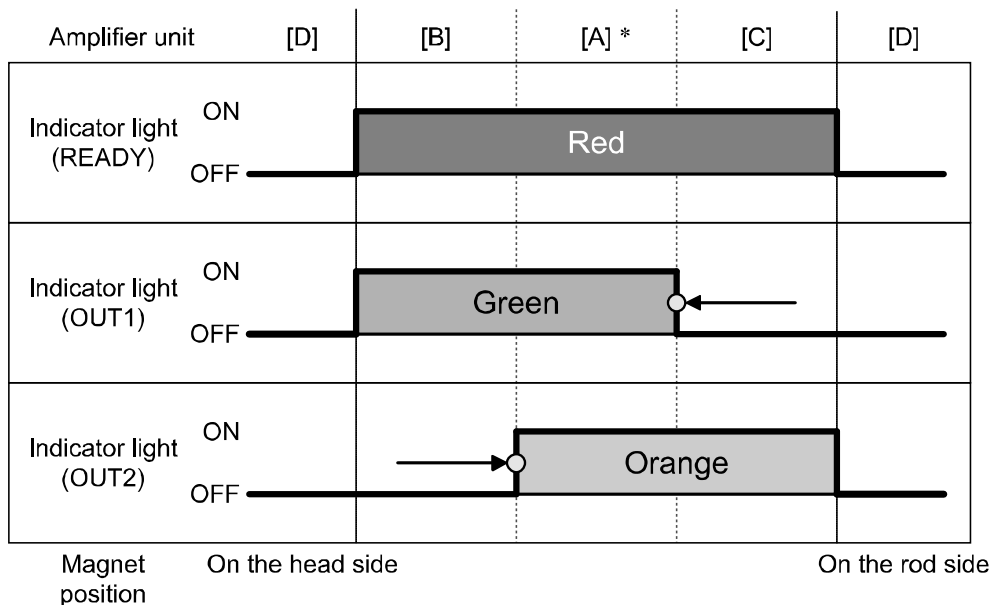 Amplifier unit [D] [B] [A] * [C] [D]
Indicator light
(READY)
ON
OFF
Red
Indicator light
(OUT1)
ON
OFF
Green
Indicator light
(OUT2)
ON
OFF
Orange
Magnet
position
On the head side
On the rod side